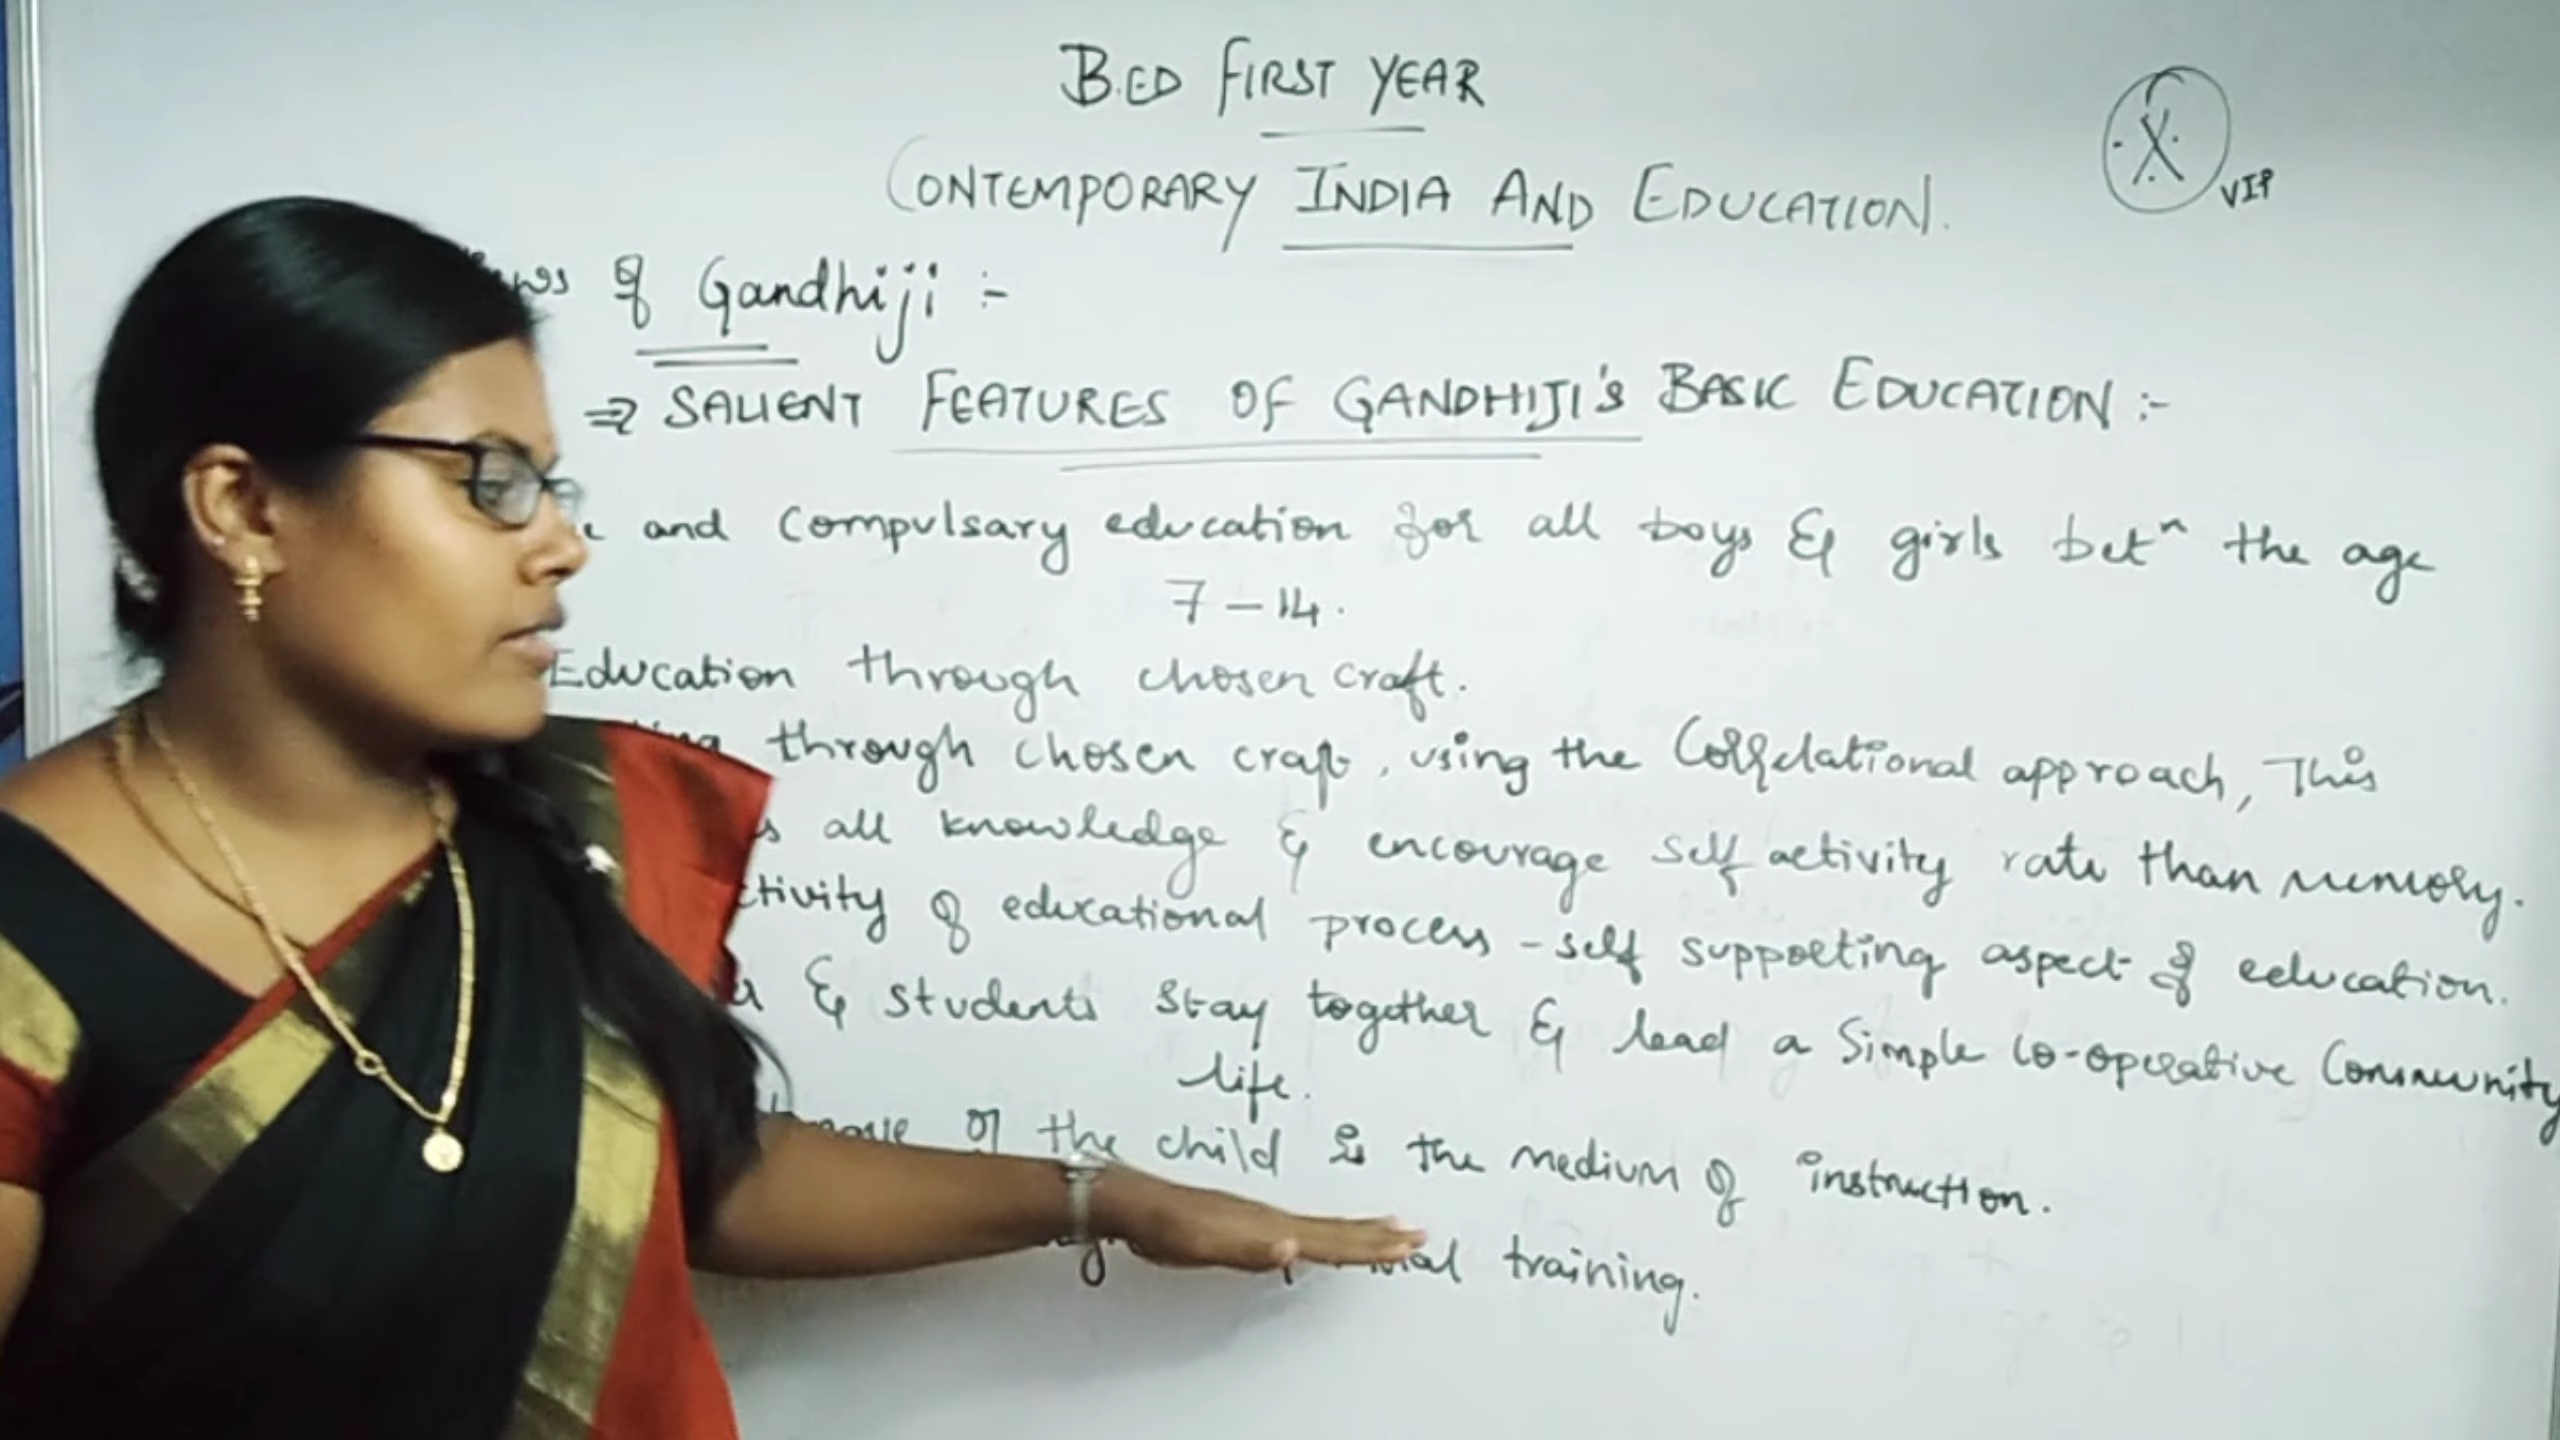 B.ED FIRST YEAR
CONTEMPORARY INDIA AND EDUCATION.
VIP
of Gandhiji :-
⇒ SALIENT FEATURES OF GANDHIJI'S BASIC EDUCATION :-
and Compulsary education for all boys & girls betn the age
7-14.
Education through chosen craft.
through chosen craft, using the Correlational approach, This
all knowledge & encourage self activity rate than memory.
of educational process - self supporting aspect of education.
& students stay together & lead a simple co-operative Community
life.
of the child is the medium of instruction.
training.